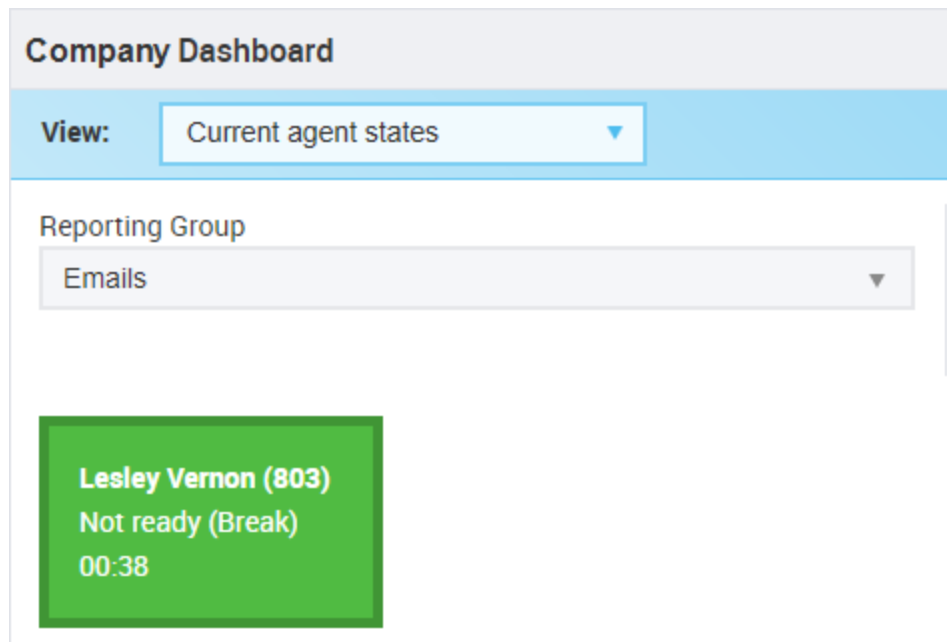 Company Dashboard
View: Current agent states
Reporting Group
Emails
Lesley Vernon (803)
Not ready (Break)
00:38